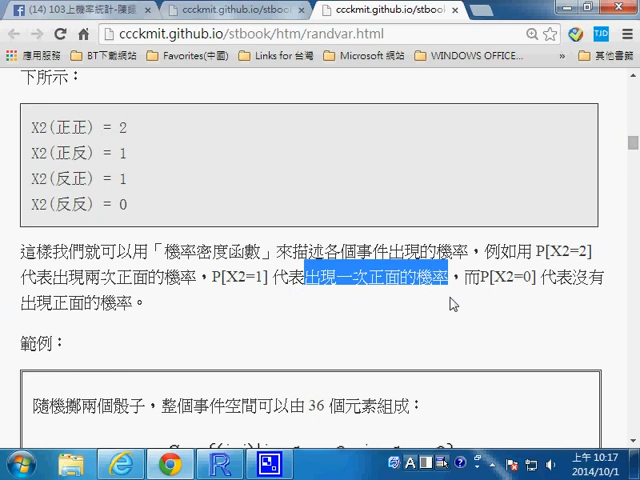 (14) 103上機率統計-陳鍾
ccckmit.github.io/stbook
ccckmit.github.io/stbook
ccckmit.github.io/stbook/htm/randvar.html
應用服務
BT下載網站
Favorites(中國)
Links for 台灣
Microsoft 網站
WINDOWS OFFICE...
»
其他書籤
下所示：
X2(正正) = 2
X2(正反) = 1
X2(反正) = 1
X2(反反) = 0
這樣我們就可以用「機率密度函數」來描述各個事件出現的機率，例如用 P[X2=2]
代表出現兩次正面的機率，P[X2=1] 代表出現一次正面的機率，而P[X2=0] 代表沒有
出現正面的機率。
範例：
隨機擲兩個骰子，整個事件空間可以由 36 個元素組成：
上午 10:17
2014/10/1